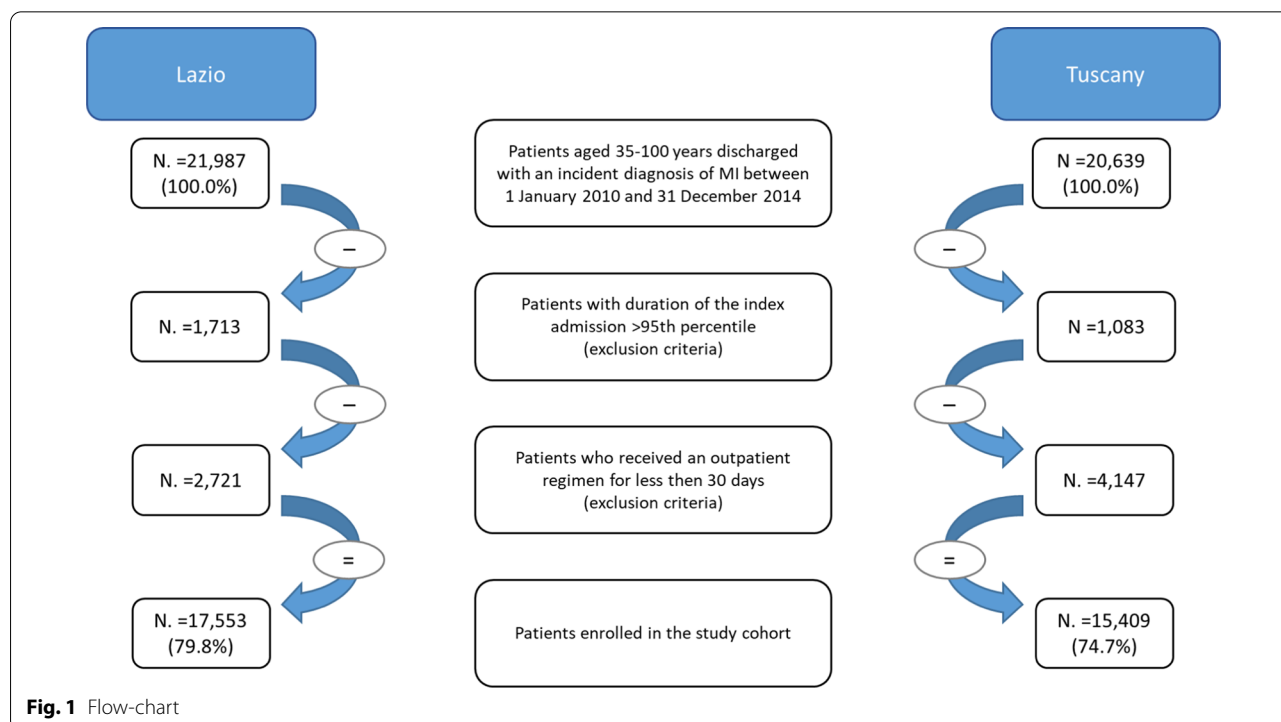 Lazio
Tuscany
N. =21,987
(100.0%)
Patients aged 35-100 years discharged
with an incident diagnosis of MI between
1 January 2010 and 31 December 2014
N =20,639
(100.0%)
–
–
N. =1,713
Patients with duration of the index
admission >95th percentile
(exclusion criteria)
N =1,083
–
–
N. =2,721
Patients who received an outpatient
regimen for less then 30 days
(exclusion criteria)
N. =4,147
=
=
N. =17,553
(79.8%)
Patients enrolled in the study cohort
N. =15,409
(74.7%)
Fig. 1 Flow-chart